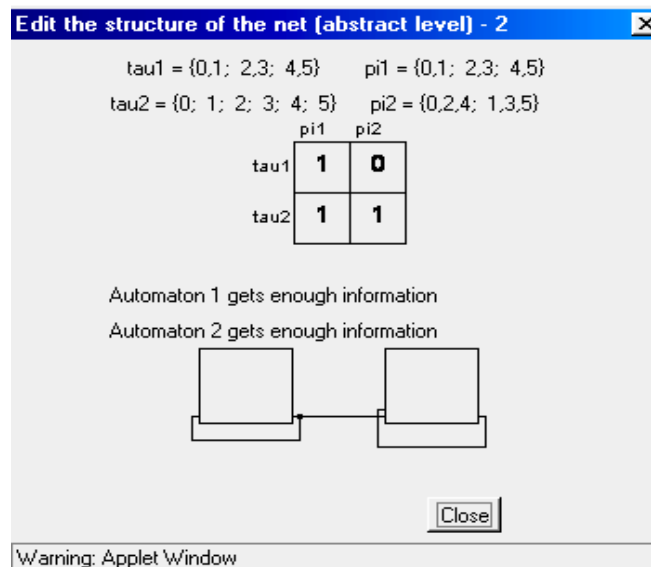 Edit the structure of the net (abstract level) - 2
tau1 = {0,1; 2,3; 4,5} pi1 = {0,1; 2,3; 4,5}
tau2 = {0; 1; 2; 3; 4; 5} pi2 = {0,2,4; 1,3,5}
pi1 pi2
tau1 1 0
tau2 1 1
Automaton 1 gets enough information
Automaton 2 gets enough information
Close
Warning: Applet Window